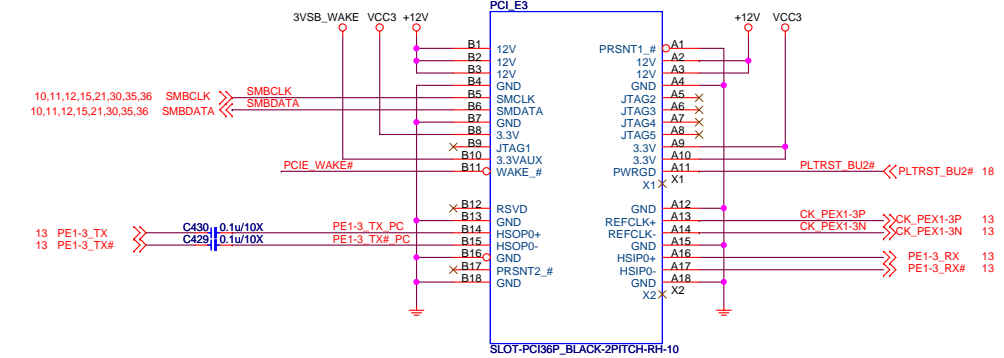 PCI_E3
3VSB_WAKE VCC3 +12V
+12V VCC3
B1 12V PRSNT1_# A1
B2 12V 12V A2
B3 12V 12V A3
B4 GND GND A4
10,11,12,15,21,30,35,36 SMBCLK SMBCLK B5 SMCLK JTAG2 A5
10,11,12,15,21,30,35,36 SMBDATA SMBDATA B6 SMDATA JTAG3 A6
B7 GND JTAG4 A7
B8 3.3V JTAG5 A8
B9 JTAG1 3.3V A9
B10 3.3VAUX 3.3V A10
PCIE_WAKE# B11 WAKE_# PWRGD A11 PLTRST_BU2# PLTRST_BU2# 18
X1 X1
B12 RSVD GND A12
B13 GND REFCLK+ A13 CK_PEX1-3P CK_PEX1-3P 13
13 PE1-3_TX C430 0.1u/10X PE1-3_TX_PC B14 HSOP0+ REFCLK- A14 CK_PEX1-3N CK_PEX1-3N 13
13 PE1-3_TX# C429 0.1u/10X PE1-3_TX#_PC B15 HSOP0- GND A15
B16 GND HSIP0+ A16 PE1-3_RX 13
B17 PRSNT2_# HSIP0- A17 PE1-3_RX# 13
B18 GND GND A18
X2 X2
SLOT-PCI36P_BLACK-2PITCH-RH-10